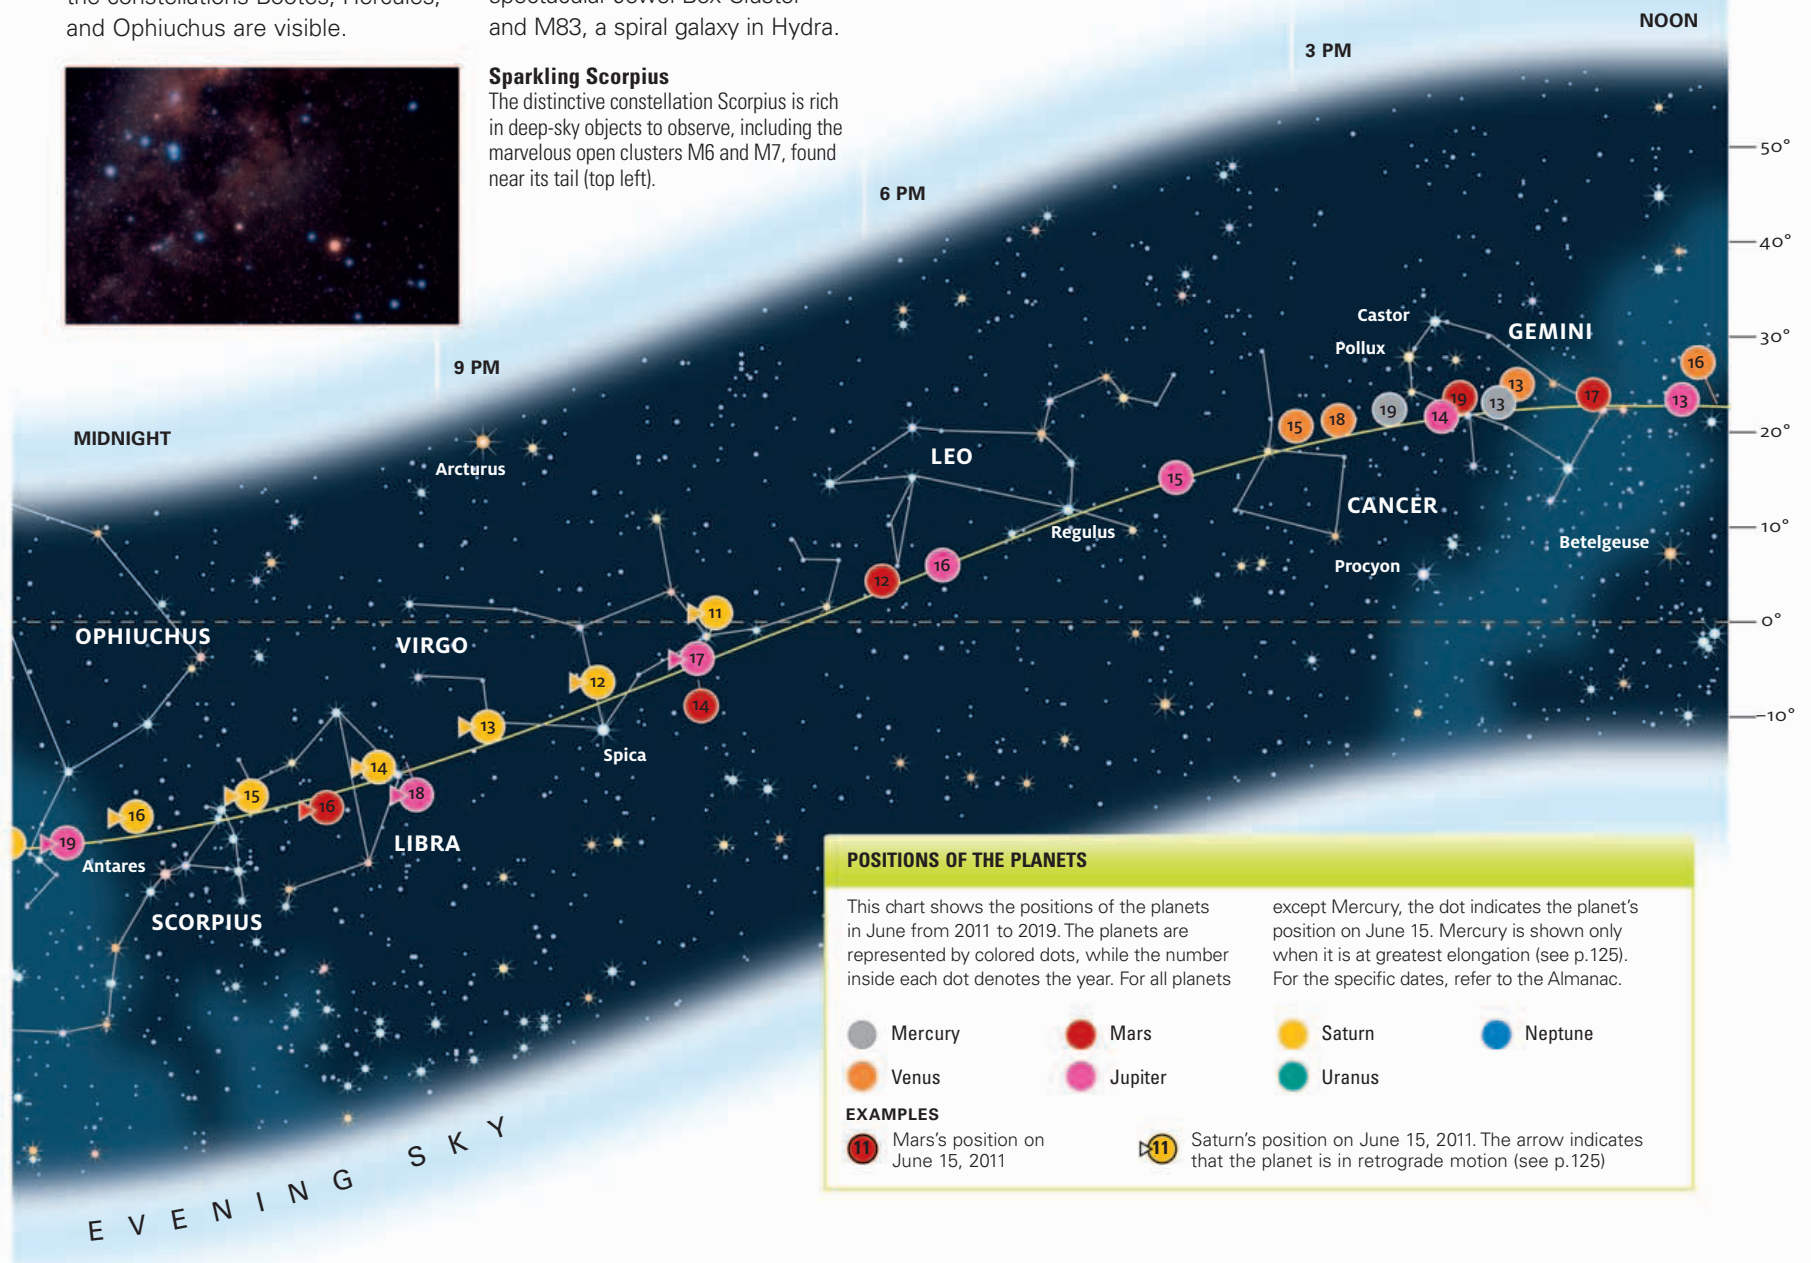 the constellations Boötes, Hercules,
and Ophiuchus are visible.
spectacular Jewel Box Cluster
and M83, a spiral galaxy in Hydra.
Sparkling Scorpius
The distinctive constellation Scorpius is rich
in deep-sky objects to observe, including the
marvelous open clusters M6 and M7, found
near its tail (top left).
NOON
3 PM
6 PM
9 PM
MIDNIGHT
50°
40°
30°
20°
10°
0°
–10°
Castor
GEMINI
Pollux
16
13
17
13
19
13
19
14
18
15
Arcturus
LEO
15
CANCER
Regulus
Betelgeuse
Procyon
16
12
11
OPHIUCHUS
VIRGO
17
12
14
13
Spica
14
18
15
16
16
19
LIBRA
Antares
SCORPIUS
EVENING SKY
POSITIONS OF THE PLANETS
This chart shows the positions of the planets
in June from 2011 to 2019. The planets are
represented by colored dots, while the number
inside each dot denotes the year. For all planets
except Mercury, the dot indicates the planet's
position on June 15. Mercury is shown only
when it is at greatest elongation (see p.125).
For the specific dates, refer to the Almanac.
Mercury
Mars
Saturn
Neptune
Venus
Jupiter
Uranus
EXAMPLES
11
Mars's position on
June 15, 2011
11
Saturn's position on June 15, 2011. The arrow indicates
that the planet is in retrograde motion (see p.125)